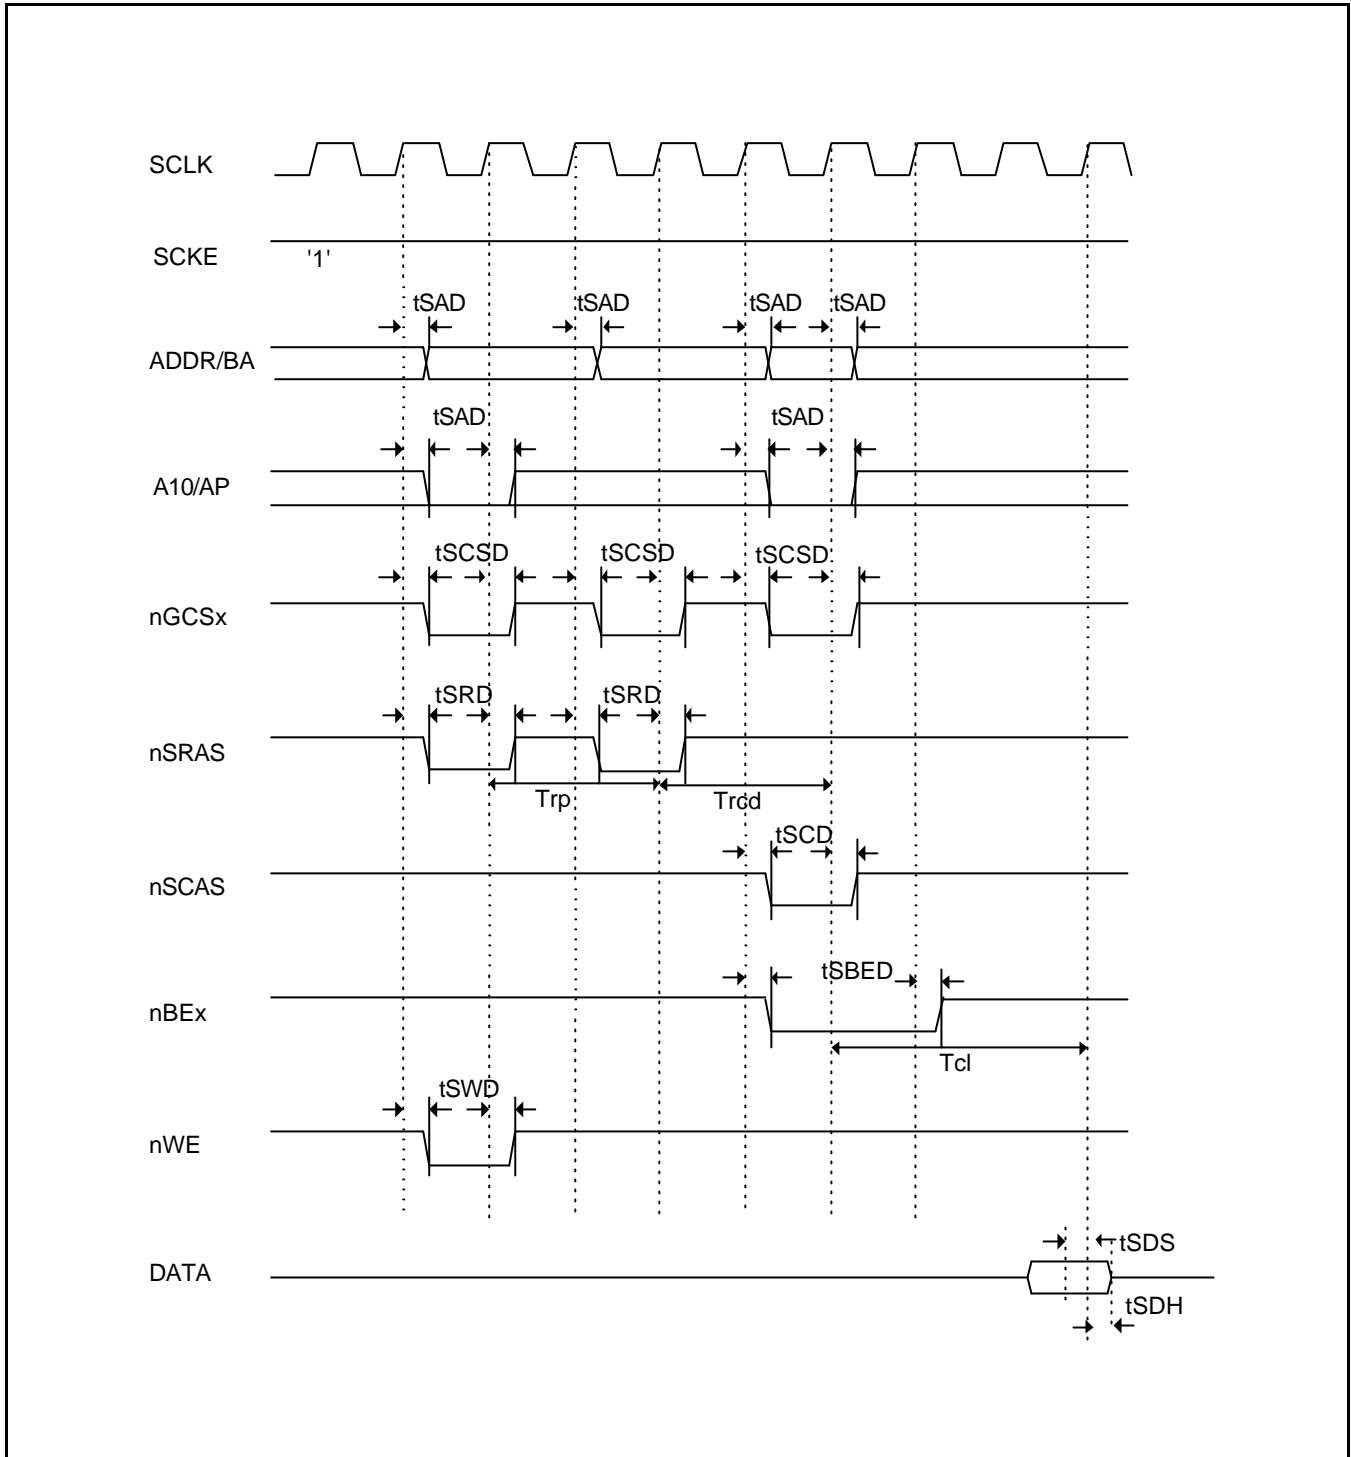 SCLK
SCKE '1'
tSAD tSAD tSAD tSAD
ADDR/BA
tSAD tSAD
A10/AP
tSCSD tSCSD tSCSD
nGCSx
tSRD tSRD
nSRAS
Trp Trcd
tSCD
nSCAS
tSBED
nBEx
Tcl
tSWD
nWE
tSDS
DATA
tSDH